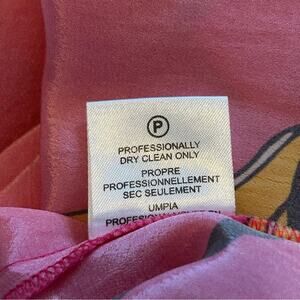 P
PROFESSIONALLY
DRY CLEAN ONLY
PROPRE
PROFESSIONNELLEMENT
SEC SEULEMENT
UMPIA